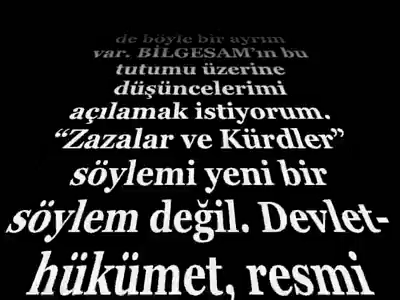 de böyle bir ayrım
var. BİLGESAM’ın bu
tutumu üzerine
düşüncelerimi
açılamak istiyorum.
“Zazalar ve Kürdler”
söylemi yeni bir
söylem değil. Devlet-
hükümet, resmi